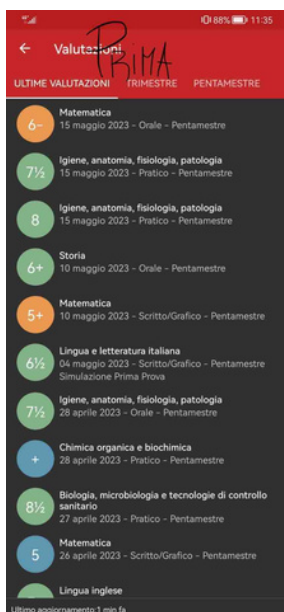 88% 11:35
PRIMA
Valutazioni
ULTIME VALUTAZIONI TRIMESTRE PENTAMESTRE
6-
Matematica
15 maggio 2023 - Orale - Pentamestre
7½
Igiene, anatomia, fisiologia, patologia
15 maggio 2023 - Pratico - Pentamestre
8
Igiene, anatomia, fisiologia, patologia
15 maggio 2023 - Pratico - Pentamestre
6+
Storia
10 maggio 2023 - Orale - Pentamestre
5+
Matematica
10 maggio 2023 - Scritto/Grafico - Pentamestre
6½
Lingua e letteratura italiana
04 maggio 2023 - Scritto/Grafico - Pentamestre
Simulazione Prima Prova
7½
Igiene, anatomia, fisiologia, patologia
28 aprile 2023 - Orale - Pentamestre
+
Chimica organica e biochimica
28 aprile 2023 - Pratico - Pentamestre
8½
Biologia, microbiologia e tecnologie di controllo
sanitario
27 aprile 2023 - Pratico - Pentamestre
5
Matematica
26 aprile 2023 - Scritto/Grafico - Pentamestre
Lingua inglese
Ultimo aggiornamento:1 min fa